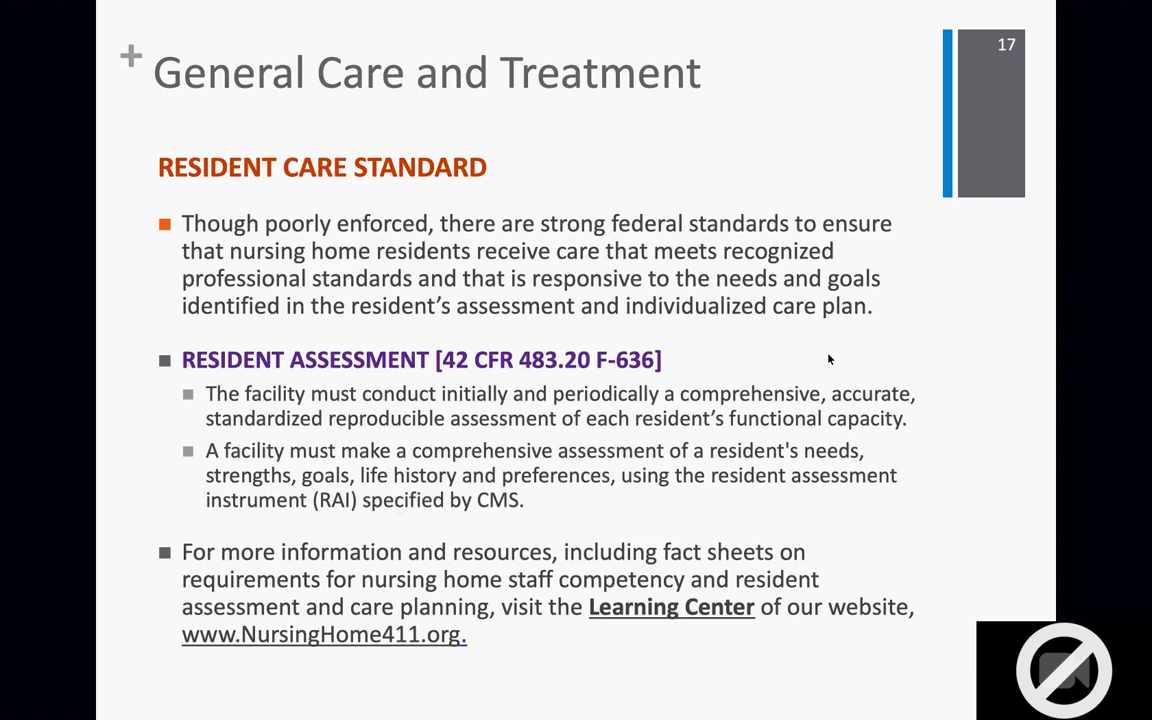 17
+ General Care and Treatment
RESIDENT CARE STANDARD
Though poorly enforced, there are strong federal standards to ensure
that nursing home residents receive care that meets recognized
professional standards and that is responsive to the needs and goals
identified in the resident’s assessment and individualized care plan.
RESIDENT ASSESSMENT [42 CFR 483.20 F-636]
The facility must conduct initially and periodically a comprehensive, accurate,
standardized reproducible assessment of each resident’s functional capacity.
A facility must make a comprehensive assessment of a resident's needs,
strengths, goals, life history and preferences, using the resident assessment
instrument (RAI) specified by CMS.
For more information and resources, including fact sheets on
requirements for nursing home staff competency and resident
assessment and care planning, visit the Learning Center of our website,
www.NursingHome411.org.